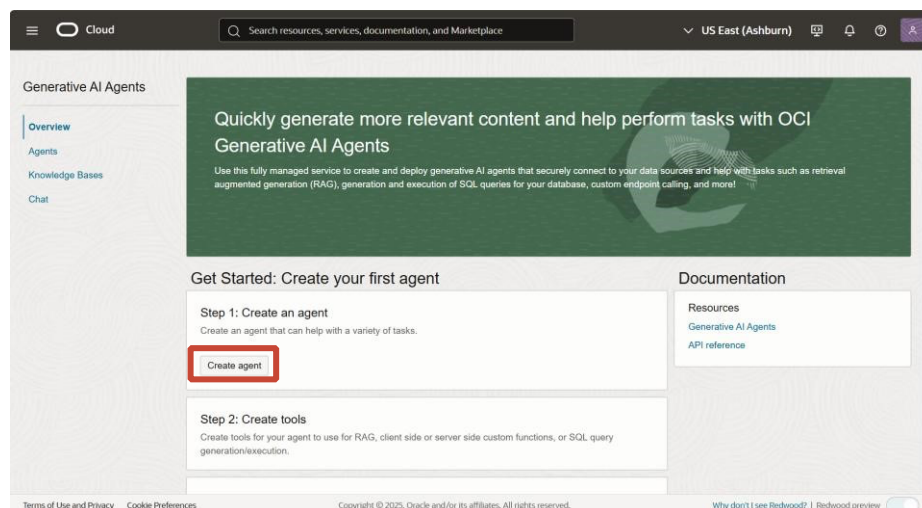 Cloud
Search resources, services, documentation, and Marketplace
US East (Ashburn)
Generative AI Agents
Overview
Agents
Knowledge Bases
Chat
Quickly generate more relevant content and help perform tasks with OCI
Generative AI Agents
Use this fully managed service to create and deploy generative AI agents that securely connect to your data sources and help with tasks such as retrieval
augmented generation (RAG), generation and execution of SQL queries for your database, custom endpoint calling, and more!
Get Started: Create your first agent
Step 1: Create an agent
Create an agent that can help with a variety of tasks.
Create agent
Step 2: Create tools
Create tools for your agent to use for RAG, client side or server side custom functions, or SQL query
generation/execution.
Documentation
Resources
Generative AI Agents
API reference
Terms of Use and Privacy Cookie Preferences
Copyright © 2025, Oracle and/or its affiliates. All rights reserved.
Why don't I see Redwood? | Redwood preview